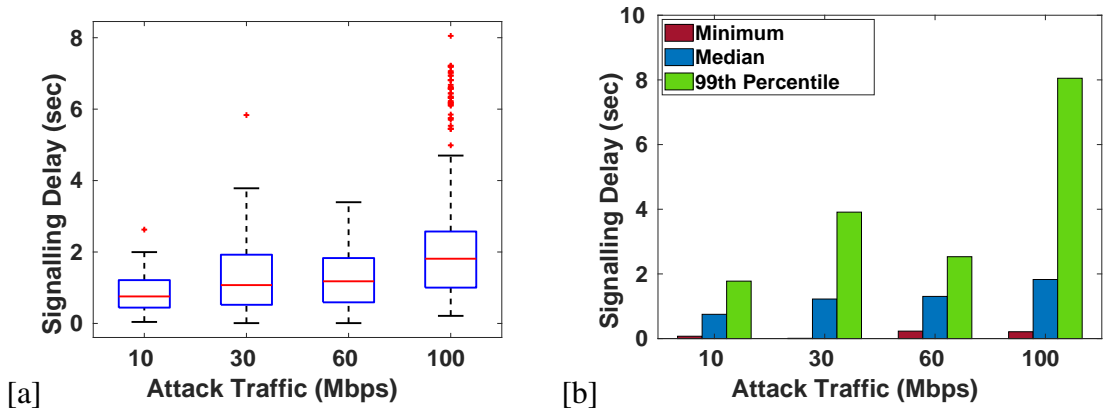 8
6
4
2
0
Signalling Delay (sec)
10 30 60 100
Attack Traffic (Mbps)
[a]
10
8
6
4
2
0
Signalling Delay (sec)
Minimum
Median
99th Percentile
10 30 60 100
Attack Traffic (Mbps)
[b]